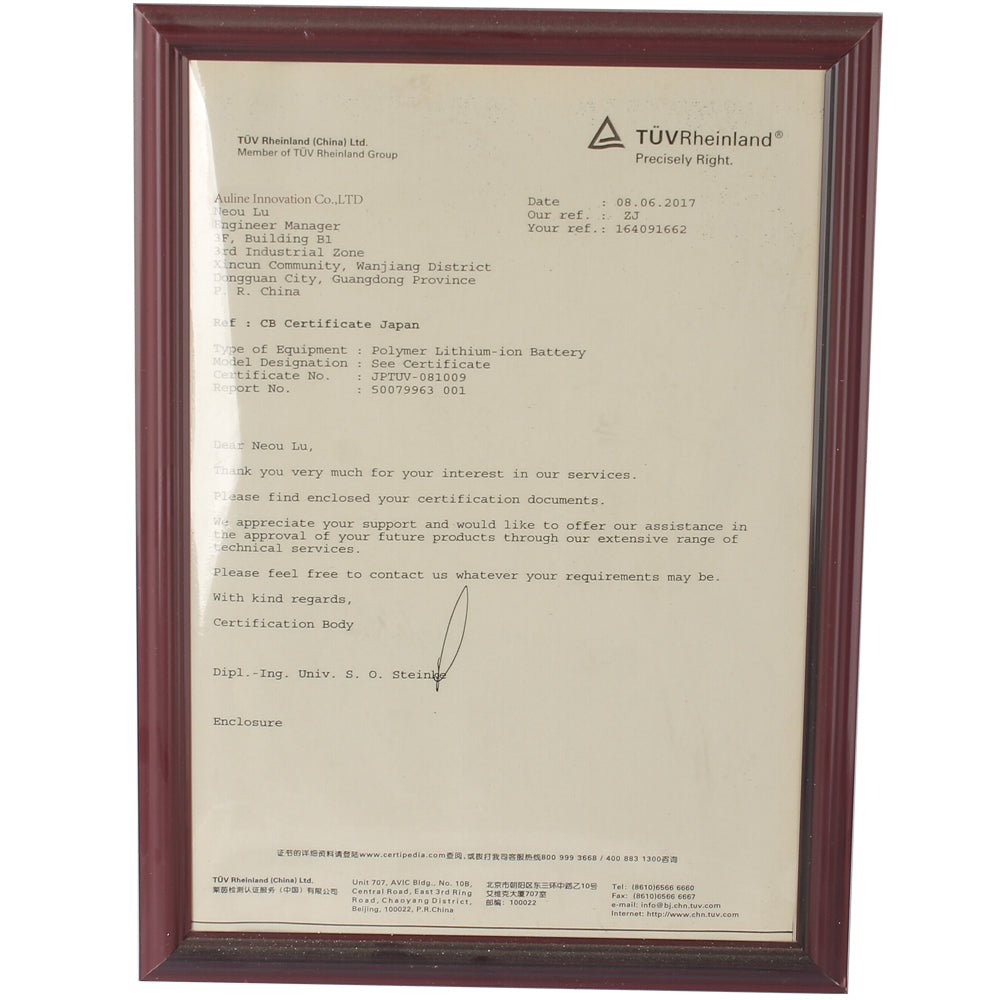 TÜV Rheinland (China) Ltd.
Member of TÜV Rheinland Group
TÜVRheinland®
Precisely Right.
Auline Innovation Co.,LTD
Neou Lu
Engineer Manager
3F, Building B1
3rd Industrial Zone
Xincun Community, Wanjiang District
Dongguan City, Guangdong Province
P. R. China
Date : 08.06.2017
Our ref. : ZJ
Your ref.: 164091662
Ref : CB Certificate Japan
Type of Equipment : Polymer Lithium-ion Battery
Model Designation : See Certificate
Certificate No. : JPTUV-081009
Report No. : 50079963 001
Dear Neou Lu,
Thank you very much for your interest in our services.
Please find enclosed your certification documents.
We appreciate your support and would like to offer our assistance in
the approval of your future products through our extensive range of
technical services.
Please feel free to contact us whatever your requirements may be.
With kind regards,
Certification Body
Dipl.-Ing. Univ. S. O. Steinke
Enclosure
证书的详细资料请登陆www.certipedia.com查阅,或拨打我司客服热线800 999 3668 / 400 883 1300咨询
TÜV Rheinland (China) Ltd.
莱茵检测认证服务（中国）有限公司
Unit 707, AVIC Bldg., No. 10B,
Central Road, East 3rd Ring
Road, Chaoyang District,
Beijing, 100022, P.R.China
北京市朝阳区东三环中路乙10号
艾维克大厦707室
邮编: 100022
Tel: (8610)6566 6660
Fax: (8610)6566 6667
e-mail: info@bj.chn.tuv.com
Internet: http://www.chn.tuv.com